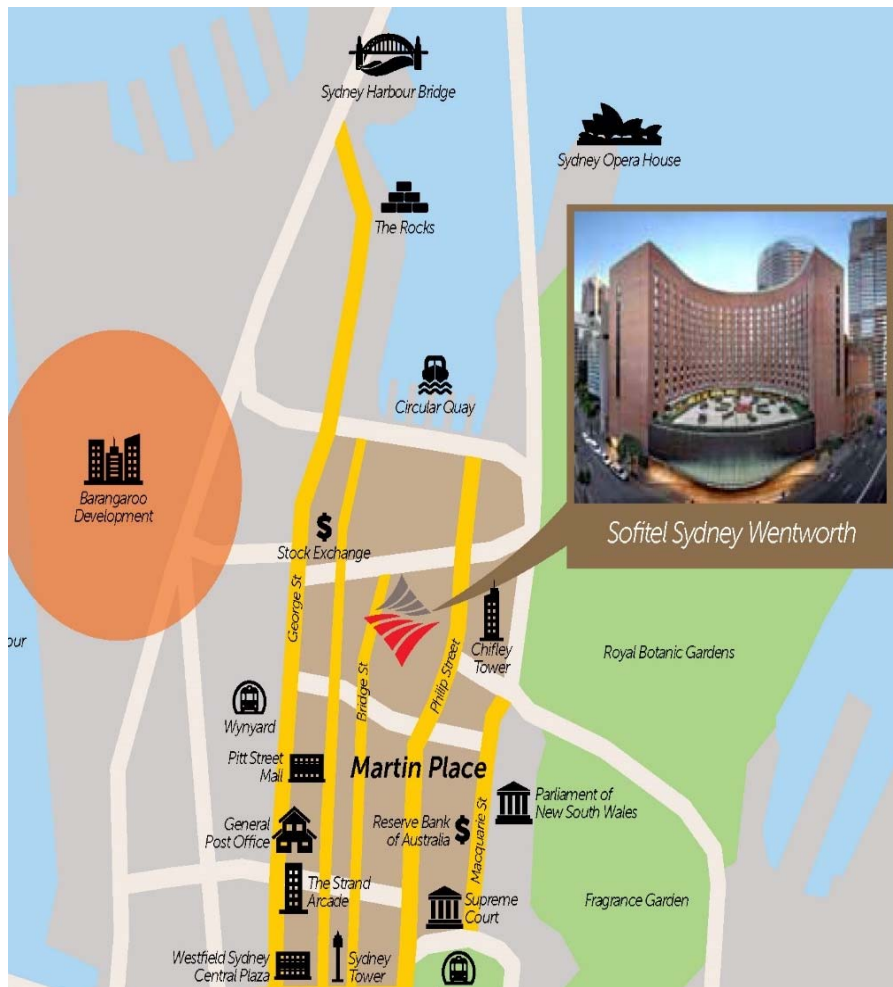 Sydney Harbour Bridge
Sydney Opera House
The Rocks
Circular Quay
Barangaroo
Development
Sofitel Sydney Wentworth
$
Stock Exchange
George St
Bridge St
Philip Street
Chifley
Tower
Royal Botanic Gardens
our
Wynyard
Pitt Street
Mall
Martin Place
Macquarie St
Parliament of
New South Wales
General
Post Office
Reserve Bank
of Australia
$
The Strand
Arcade
Supreme
Court
Fragrance Garden
Westfield Sydney
Central Plaza
Sydney
Tower